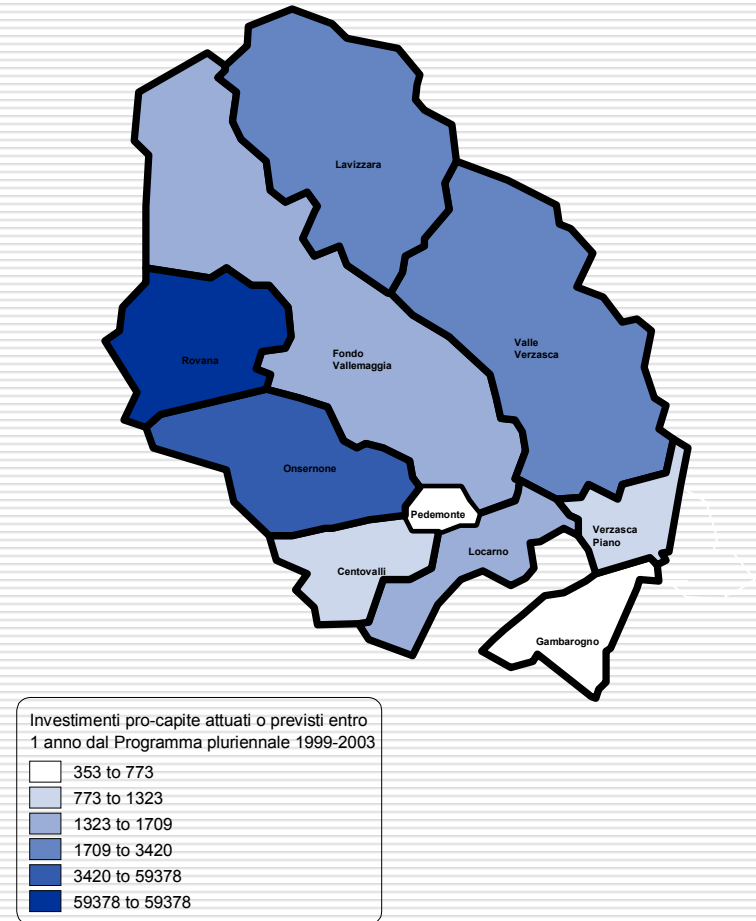 Lavizzara
Valle
Verzasca
Fondo
Vallemaggia
Rovana
Onsernone
Pedemonte
Verzasca
Piano
Locarno
Centovalli
Gambarogno
Investimenti pro-capite attuati o previsti entro
1 anno dal Programma pluriennale 1999-2003
353 to 773
773 to 1323
1323 to 1709
1709 to 3420
3420 to 59378
59378 to 59378